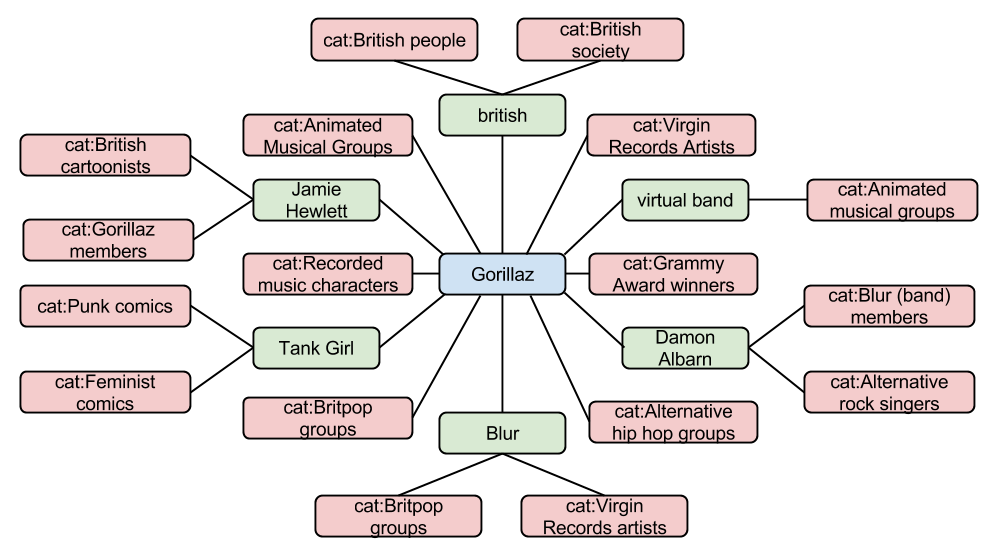 cat:British people
cat:British
society
british
cat:Animated
Musical Groups
cat:Virgin
Records Artists
cat:British
cartoonists
Jamie
Hewlett
virtual band
cat:Animated
musical groups
cat:Gorillaz
members
cat:Recorded
music characters
Gorillaz
cat:Grammy
Award winners
cat:Punk comics
cat:Blur (band)
members
Tank Girl
Damon
Albarn
cat:Feminist
comics
cat:Alternative
rock singers
cat:Britpop
groups
Blur
cat:Alternative
hip hop groups
cat:Britpop
groups
cat:Virgin
Records artists